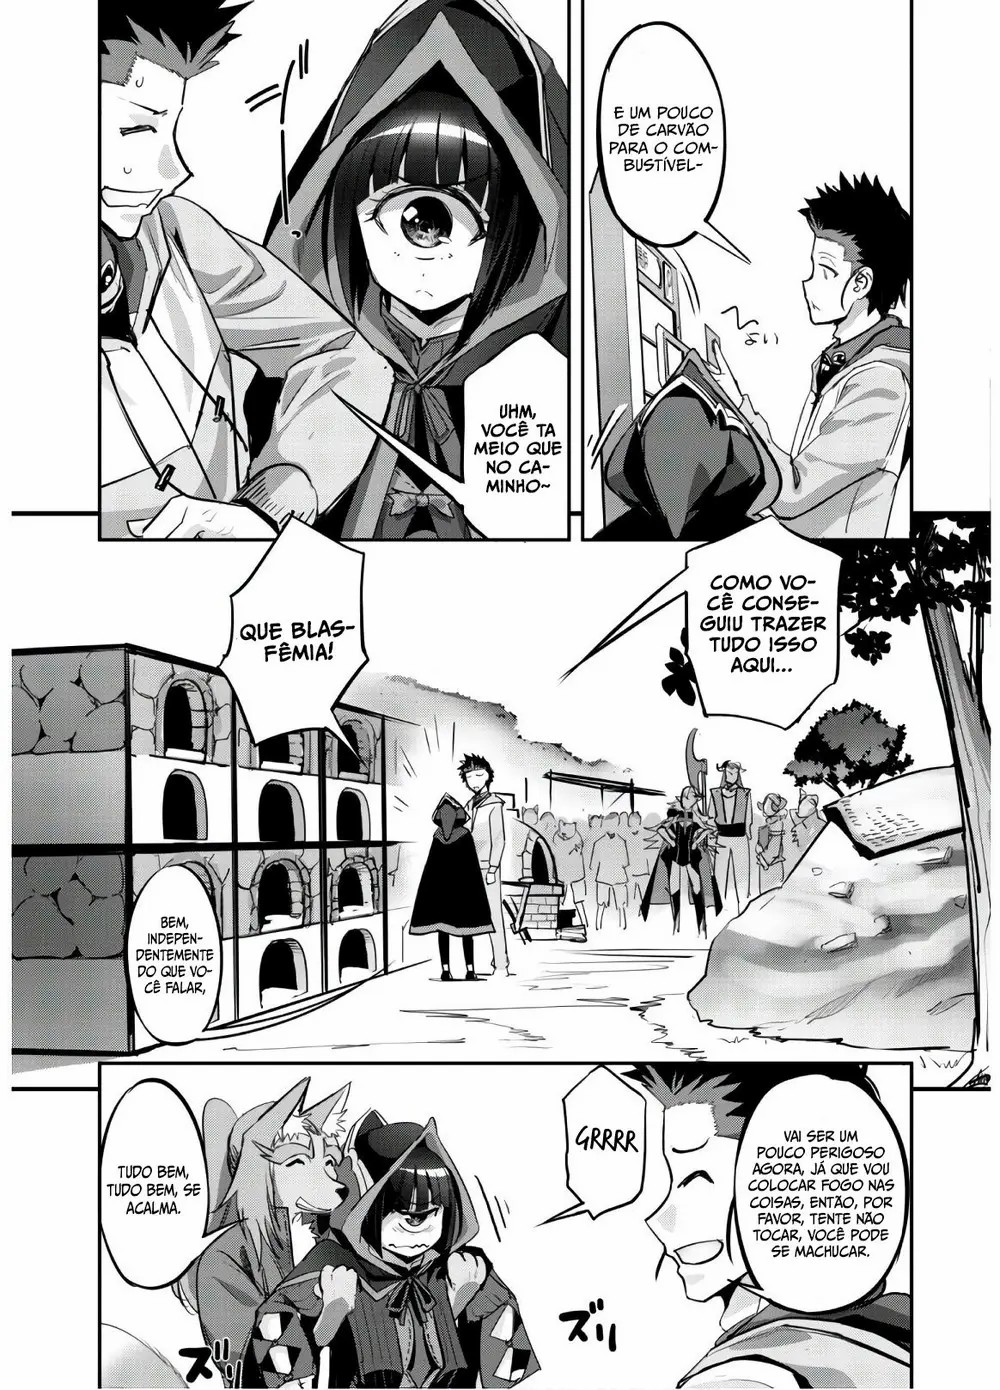 E UM POUCO
DE CARVÃO
PARA O COM-
BUSTÍVEL-
べよい
UHM,
VOCÊ TA
MEIO QUE
NO CA-
MINHO~
COMO VO-
CÊ CONSE-
GUIU TRAZER
TUDO ISSO
AQUI...
QUE BLAS-
FÊMIA!
BEM,
INDEPEN-
DENTEMENTE
DO QUE VO-
CÊ FALAR,
VAI SER UM
POUCO PERIGOSO
AGORA, JÁ QUE VOU
COLOCAR FOGO NAS
COISAS, ENTÃO, POR
FAVOR, TENTE NÃO
TOCAR, VOCÊ PODE
SE MACHUCAR.
GRRRR
TUDO BEM,
TUDO BEM, SE
ACALMA.
ズリ
ズ